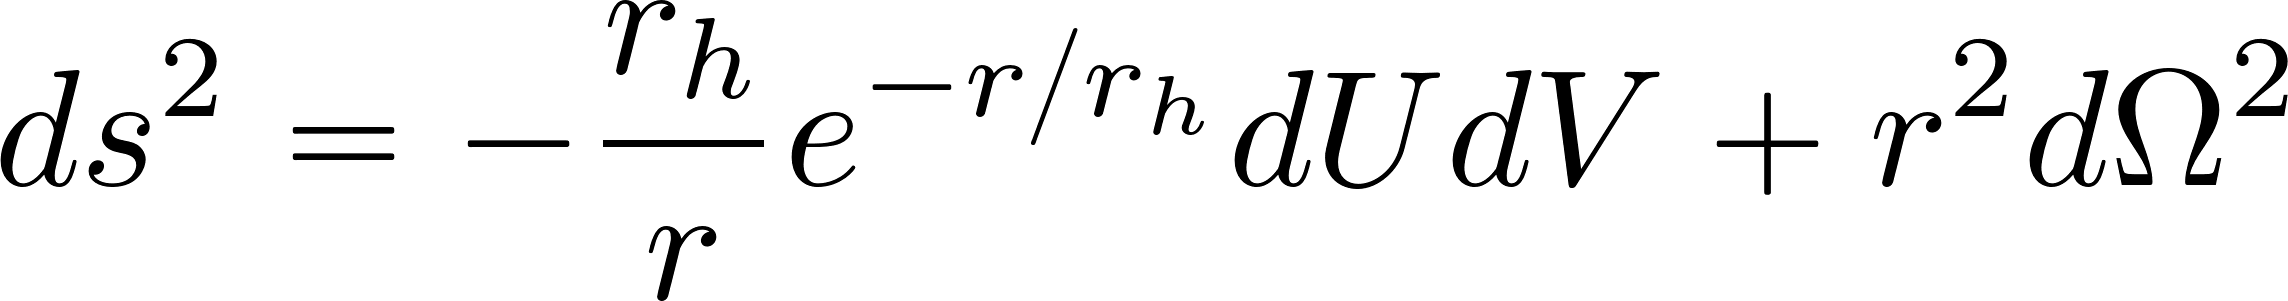 ds^2 = -\frac{r_h}{r} e^{-r/r_h} dU dV + r^2 d\Omega^2